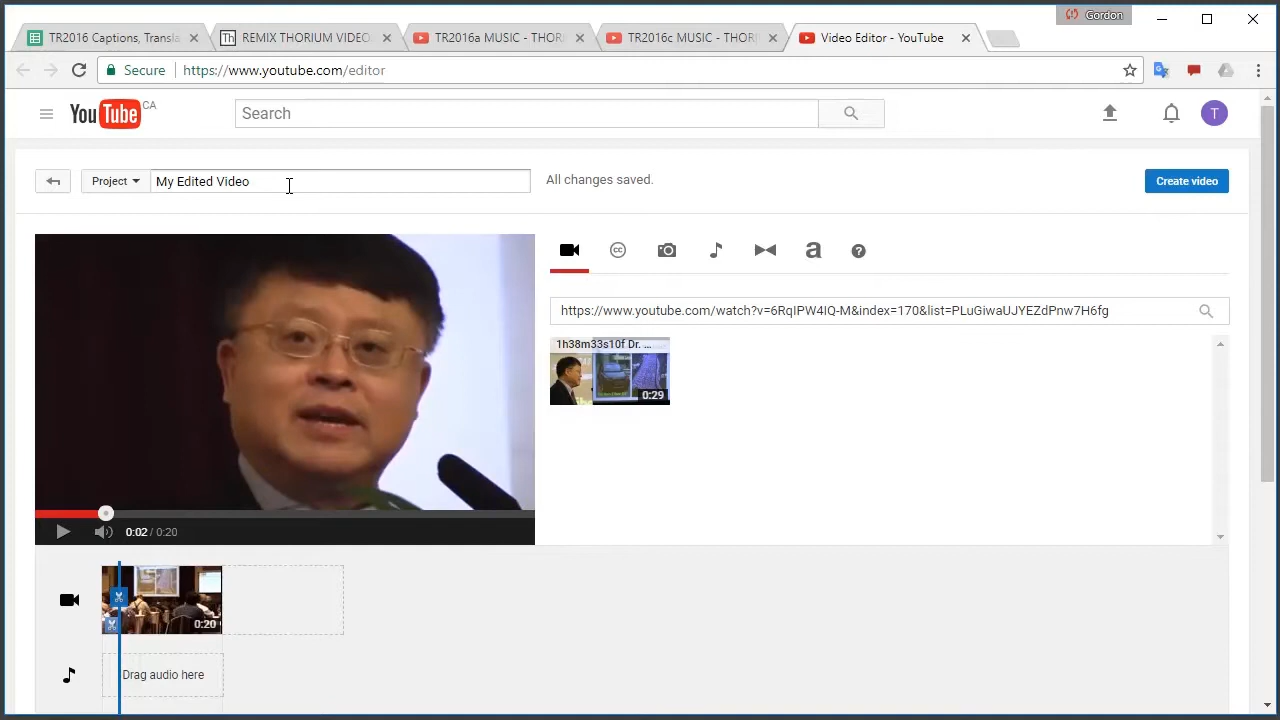 Gordon
TR2016 Captions, Transla
REMIX THORIUM VIDEO
TR2016a MUSIC - THOR
TR2016c MUSIC - THORI
Video Editor - YouTube
Secure
https://www.youtube.com/editor
YouTube CA
Search
T
Project
My Edited Video
All changes saved.
Create video
https://www.youtube.com/watch?v=6RqIPW4IQ-M&index=170&list=PLuGiwaUJYEZdPnw7H6fg
1h38m33s10f Dr. ...
0:29
0:02 / 0:20
0:20
Drag audio here